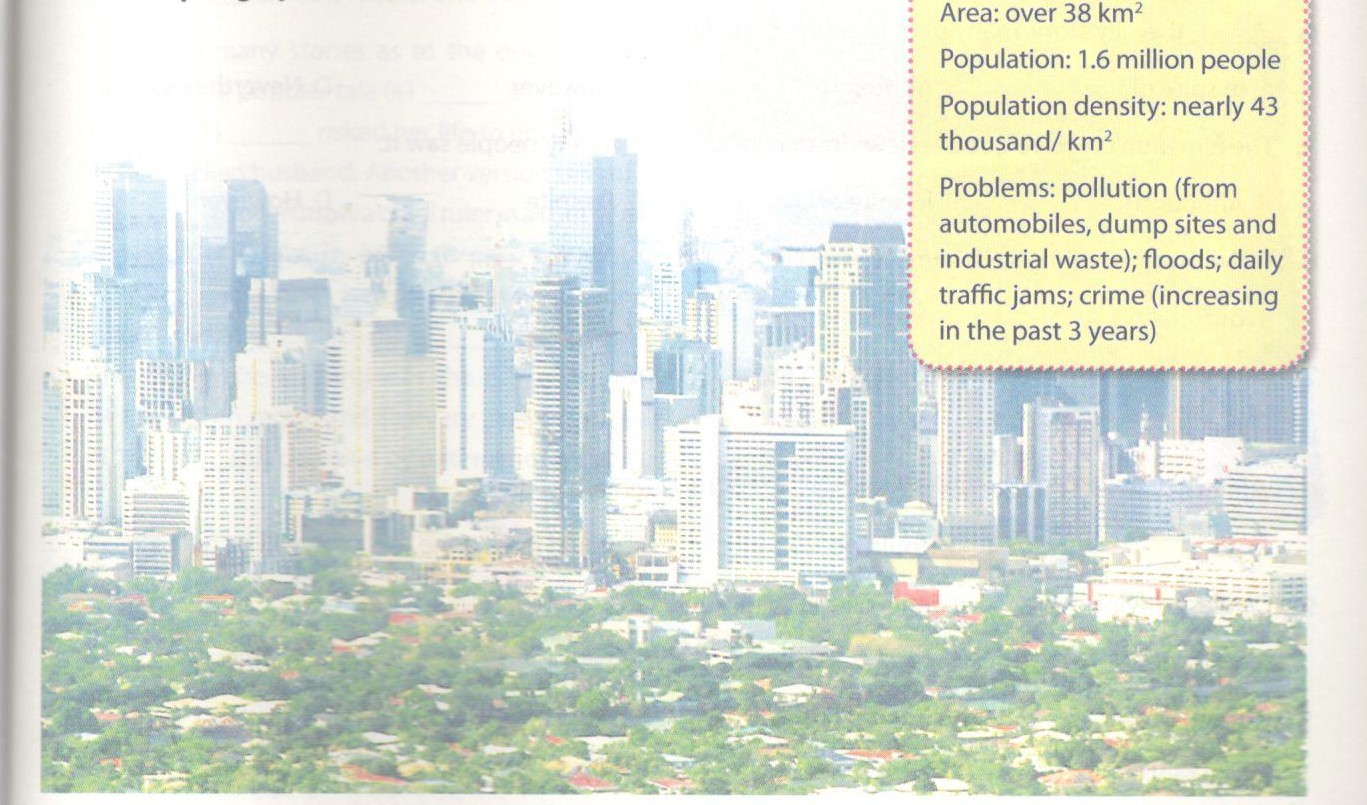 Area: over 38 km²
Population: 1.6 million people
Population density: nearly 43
thousand/ km²
Problems: pollution (from
automobiles, dump sites and
industrial waste); floods; daily
traffic jams; crime (increasing
in the past 3 years)